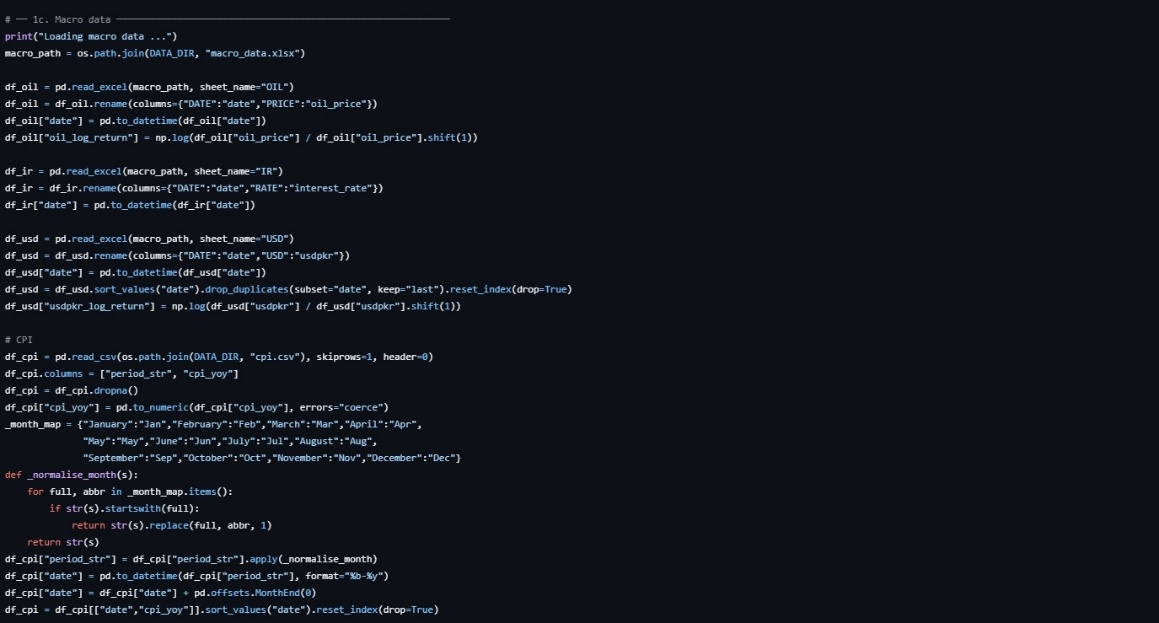 # ── 1c. Macro data ──────────────────────────────────────────────────────────
print("Loading macro data ...")
macro_path = os.path.join(DATA_DIR, "macro_data.xlsx")

df_oil = pd.read_excel(macro_path, sheet_name="OIL")
df_oil = df_oil.rename(columns={"DATE":"date","PRICE":"oil_price"})
df_oil["date"] = pd.to_datetime(df_oil["date"])
df_oil["oil_log_return"] = np.log(df_oil["oil_price"] / df_oil["oil_price"].shift(1))

df_ir = pd.read_excel(macro_path, sheet_name="IR")
df_ir = df_ir.rename(columns={"DATE":"date","RATE":"interest_rate"})
df_ir["date"] = pd.to_datetime(df_ir["date"])

df_usd = pd.read_excel(macro_path, sheet_name="USD")
df_usd = df_usd.rename(columns={"DATE":"date","USD":"usdpkr"})
df_usd["date"] = pd.to_datetime(df_usd["date"])
df_usd = df_usd.sort_values("date").drop_duplicates(subset="date", keep="last").reset_index(drop=True)
df_usd["usdpkr_log_return"] = np.log(df_usd["usdpkr"] / df_usd["usdpkr"].shift(1))

# CPI
df_cpi = pd.read_csv(os.path.join(DATA_DIR, "cpi.csv"), skiprows=1, header=0)
df_cpi.columns = ["period_str", "cpi_yoy"]
df_cpi = df_cpi.dropna()
df_cpi["cpi_yoy"] = pd.to_numeric(df_cpi["cpi_yoy"], errors="coerce")
_month_map = {"January":"Jan","February":"Feb","March":"Mar","April":"Apr",
              "May":"May","June":"Jun","July":"Jul","August":"Aug",
              "September":"Sep","October":"Oct","November":"Nov","December":"Dec"}
def _normalise_month(s):
    for full, abbr in _month_map.items():
        if str(s).startswith(full):
            return str(s).replace(full, abbr, 1)
    return str(s)
df_cpi["period_str"] = df_cpi["period_str"].apply(_normalise_month)
df_cpi["date"] = pd.to_datetime(df_cpi["period_str"], format="%b-%y")
df_cpi["date"] = df_cpi["date"] + pd.offsets.MonthEnd(0)
df_cpi = df_cpi[["date","cpi_yoy"]].sort_values("date").reset_index(drop=True)